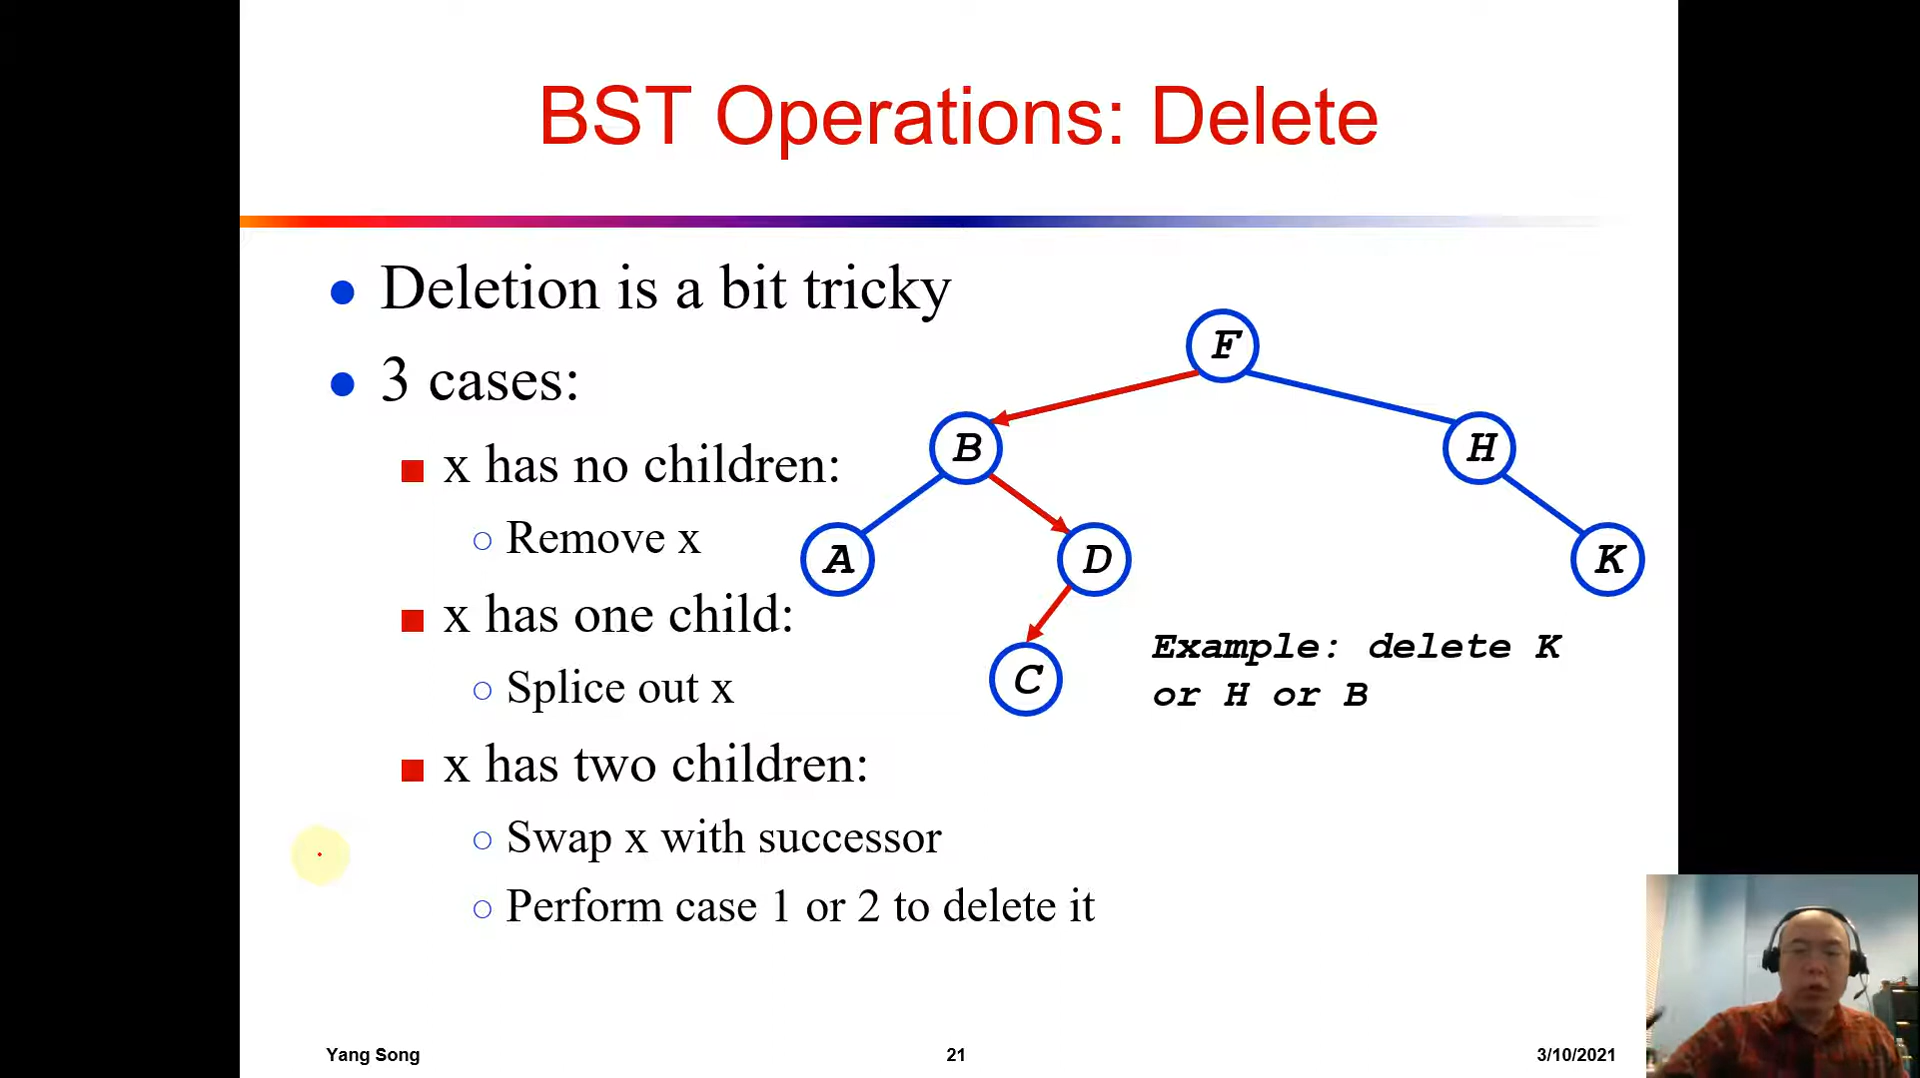 BST Operations: Delete
Deletion is a bit tricky
3 cases:
x has no children:
Remove x
x has one child:
Splice out x
x has two children:
Swap x with successor
Perform case 1 or 2 to delete it
F
B
H
A
D
K
C
Example: delete K
or H or B
Yang Song
21
3/10/2021